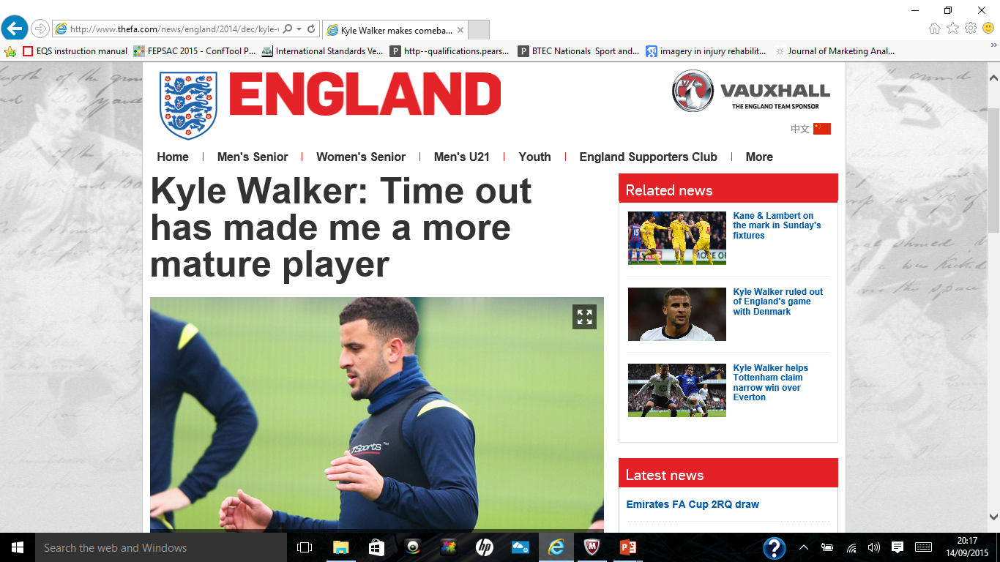 http://www.thefa.com/news/england/2014/dec/kyle-
Kyle Walker makes comeba...
EQS instruction manual
FEPSAC 2015 - ConfTool P...
International Standards Ve...
http--qualifications.pears...
BTEC Nationals Sport and...
imagery in injury rehabilit...
Journal of Marketing Anal...
ENGLAND
VAUXHALL
THE ENGLAND TEAM SPONSOR
中文
Home
Men's Senior
Women's Senior
Men's U21
Youth
England Supporters Club
More
Kyle Walker: Time out
has made me a more
mature player
Related news
Kane & Lambert on
the mark in Sunday's
fixtures
Kyle Walker ruled out
of England's game
with Denmark
Kyle Walker helps
Tottenham claim
narrow win over
Everton
Latest news
Emirates FA Cup 2RQ draw
Search the web and Windows
20:17
14/09/2015